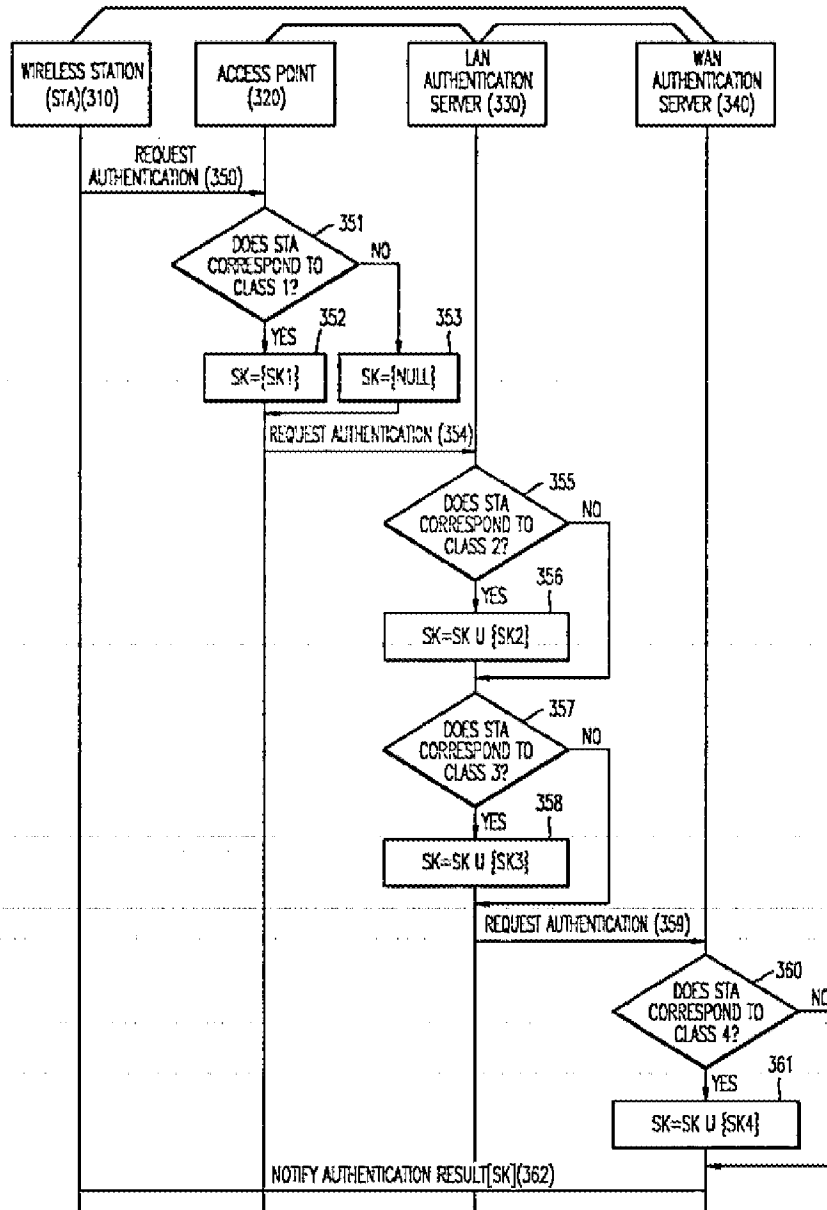 WIRELESS STATION
(STA)(310)
ACCESS POINT
(320)
LAN
AUTHENTICATION
SERVER (330)
WAN
AUTHENTICATION
SERVER (340)
REQUEST
AUTHENTICATION (350)
351
DOES STA
CORRESPOND TO
CLASS 1?
NO
YES
352
SK={SK1}
353
SK={NULL}
REQUEST AUTHENTICATION (354)
355
DOES STA
CORRESPOND TO
CLASS 2?
NO
YES
356
SK=SK U {SK2}
357
DOES STA
CORRESPOND TO
CLASS 3?
NO
YES
358
SK=SK U {SK3}
REQUEST AUTHENTICATION (359)
360
DOES STA
CORRESPOND TO
CLASS 4?
NO
YES
361
SK=SK U {SK4}
NOTIFY AUTHENTICATION RESULT[SK](362)